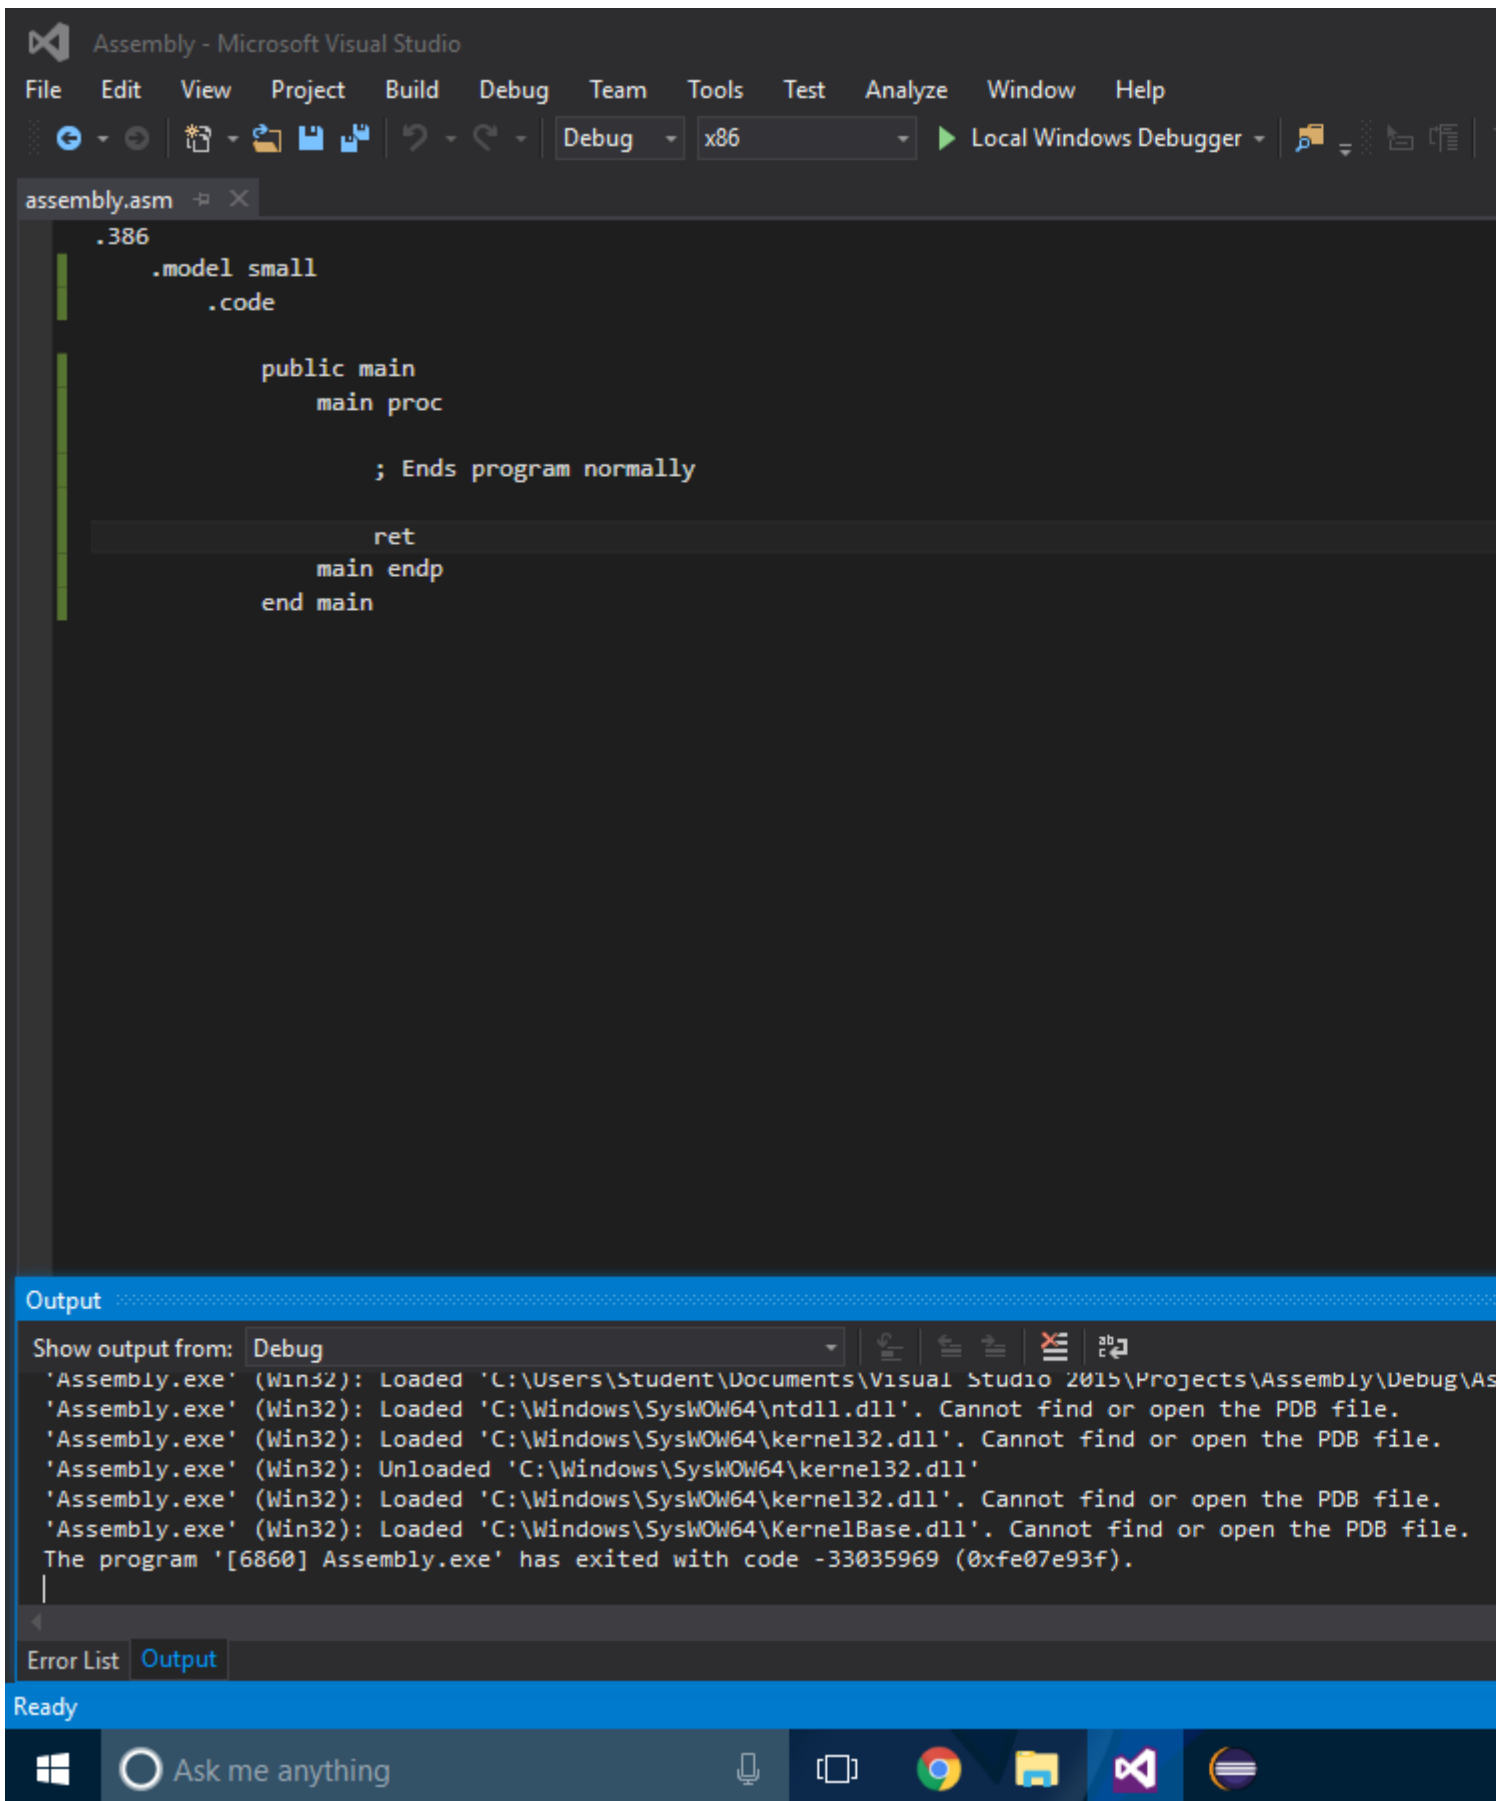 Assembly - Microsoft Visual Studio
File Edit View Project Build Debug Team Tools Test Analyze Window Help
Debug x86 Local Windows Debugger
assembly.asm
.386
.model small
.code
public main
main proc
; Ends program normally
ret
main endp
end main
Output
Show output from: Debug
'Assembly.exe' (Win32): Loaded 'C:\Users\Student\Documents\Visual Studio 2015\Projects\Assembly\Debug\As
'Assembly.exe' (Win32): Loaded 'C:\Windows\SysWOW64\ntdll.dll'. Cannot find or open the PDB file.
'Assembly.exe' (Win32): Loaded 'C:\Windows\SysWOW64\kernel32.dll'. Cannot find or open the PDB file.
'Assembly.exe' (Win32): Unloaded 'C:\Windows\SysWOW64\kernel32.dll'
'Assembly.exe' (Win32): Loaded 'C:\Windows\SysWOW64\kernel32.dll'. Cannot find or open the PDB file.
'Assembly.exe' (Win32): Loaded 'C:\Windows\SysWOW64\KernelBase.dll'. Cannot find or open the PDB file.
The program '[6860] Assembly.exe' has exited with code -33035969 (0xfe07e93f).
Error List Output
Ready
Ask me anything